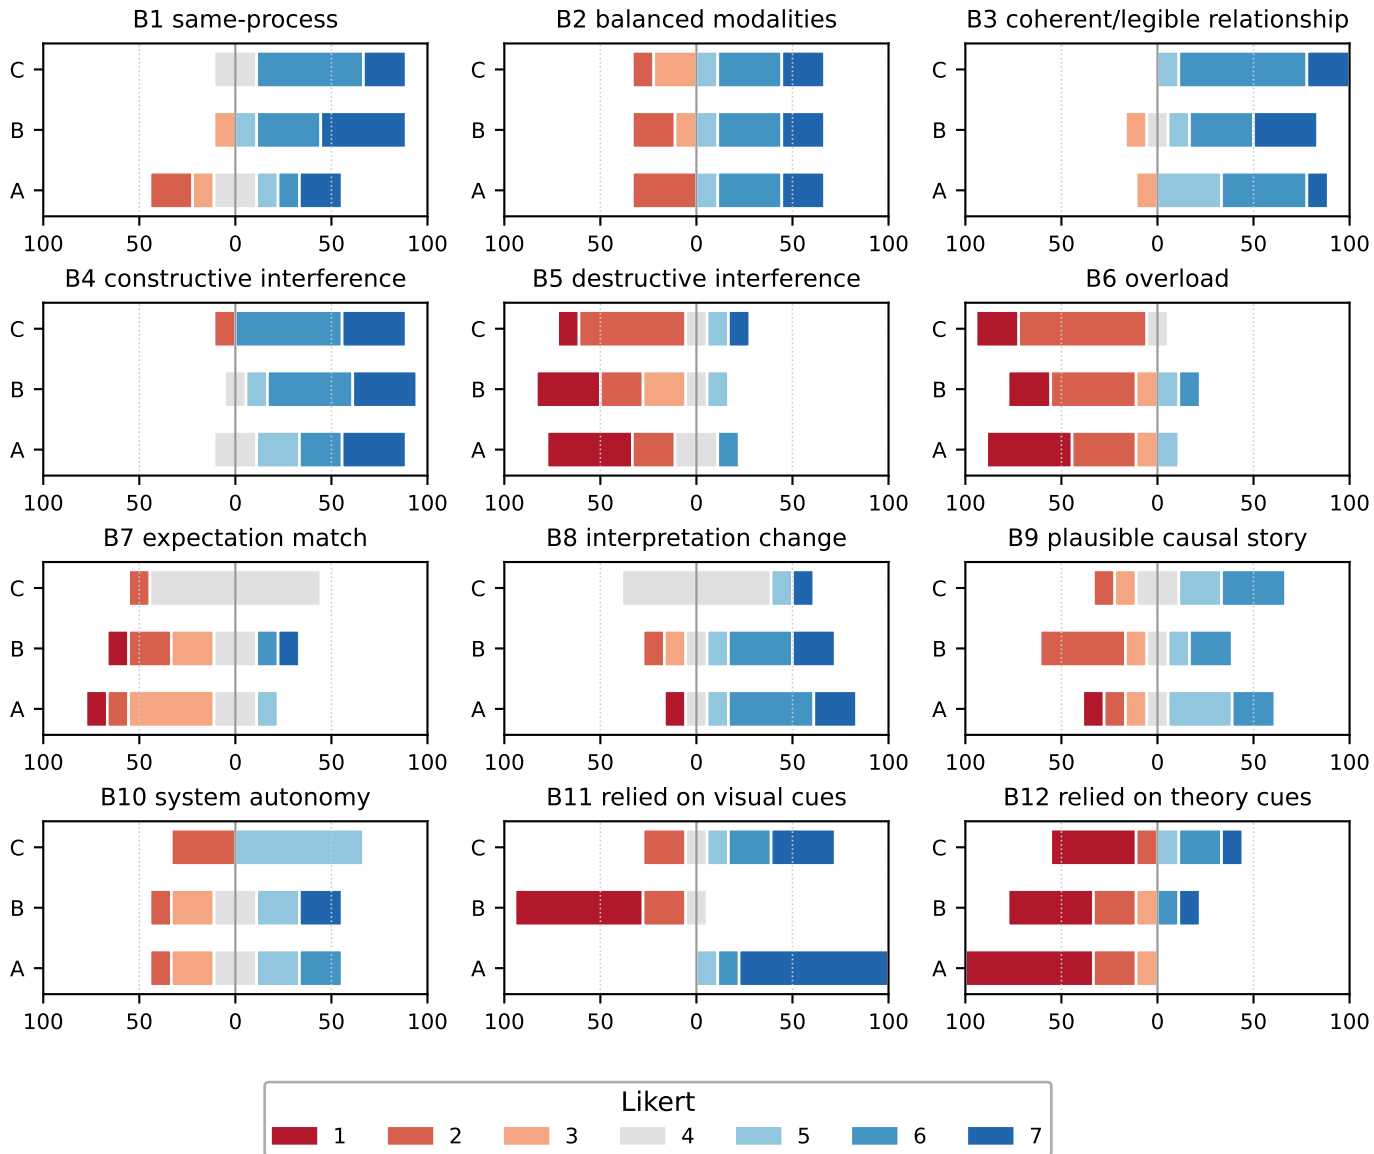 B1 same-process B2 balanced modalities B3 coherent/legible relationship
C C C
B B B
A A A
100 50 0 50 100 100 50 0 50 100 100 50 0 50 100
B4 constructive interference B5 destructive interference B6 overload
C C C
B B B
A A A
100 50 0 50 100 100 50 0 50 100 100 50 0 50 100
B7 expectation match B8 interpretation change B9 plausible causal story
C C C
B B B
A A A
100 50 0 50 100 100 50 0 50 100 100 50 0 50 100
B10 system autonomy B11 relied on visual cues B12 relied on theory cues
C C C
B B B
A A A
100 50 0 50 100 100 50 0 50 100 100 50 0 50 100
Likert
1 2 3 4 5 6 7